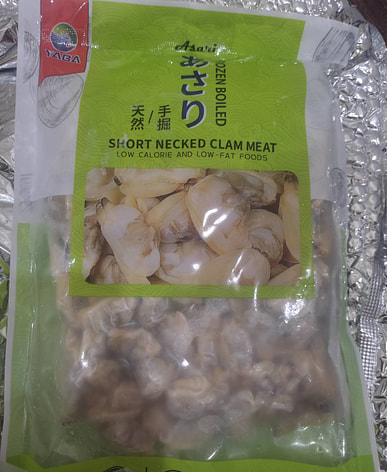 YAGA
Asari
あさり
FROZEN BOILED
天然/手掘
SHORT NECKED CLAM MEAT
LOW CALORIE AND LOW-FAT FOODS